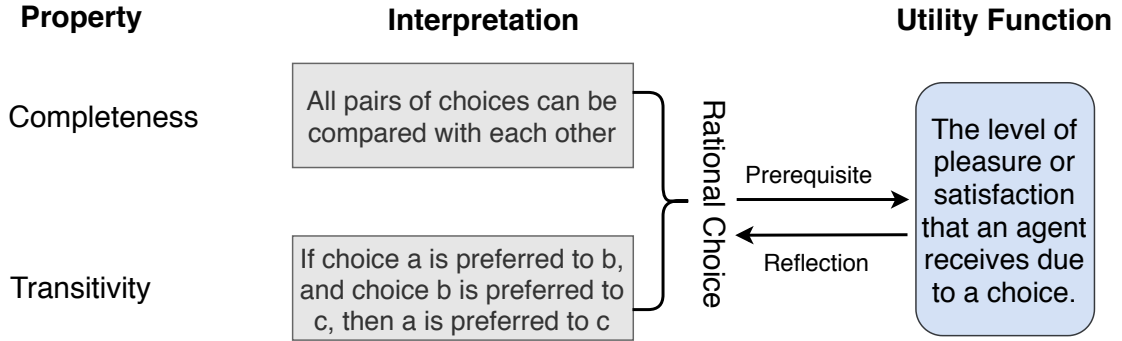 Property
Interpretation
Utility Function
Completeness
All pairs of choices can be
compared with each other
Transitivity
If choice a is preferred to b,
and choice b is preferred to
c, then a is preferred to c
Rational Choice
Prerequisite
Reflection
The level of
pleasure or
satisfaction
that an agent
receives due
to a choice.